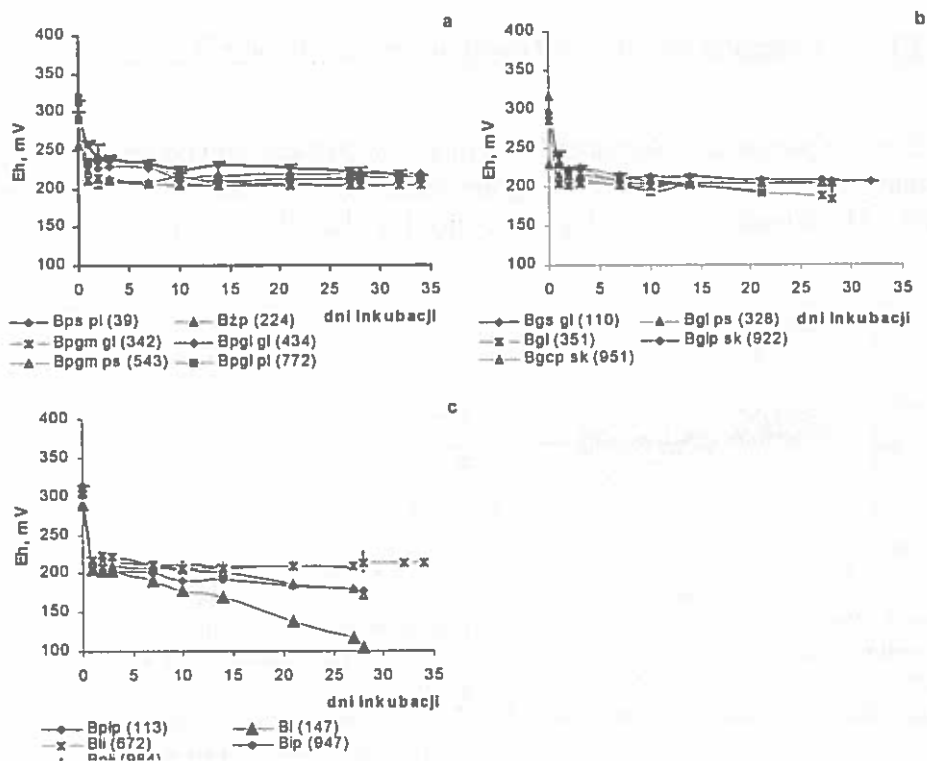 a
400
350
300
250
200
150
100
Eh, mV
0 5 10 15 20 25 30 35
dni inkubacji
Bps pl (39) Bżp (224)
Bpgm gl (342) Bpgl gl (434)
Bpgm ps (543) Bpgl pl (772)
b
400
350
300
250
200
150
100
Eh, mV
0 5 10 15 20 25 30 35
dni inkubacji
Bgs gl (110) Bgl ps (328)
Bgl (351) Bglp sk (922)
Bgcp sk (951)
c
400
350
300
250
200
150
100
Eh, mV
0 5 10 15 20 25 30 35
dni inkubacji
(113) (147)
(672) Bip (947)
(984)